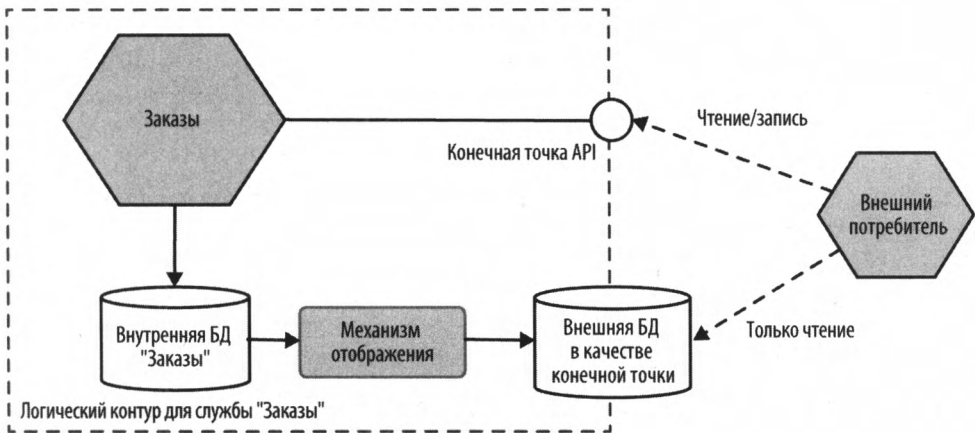 Заказы
Чтение/запись
Конечная точка API
Внешний
потребитель
Внутренняя БД
"Заказы"
Механизм
отображения
Внешняя БД
в качестве
конечной точки
Только чтение
Логический контур для службы "Заказы"